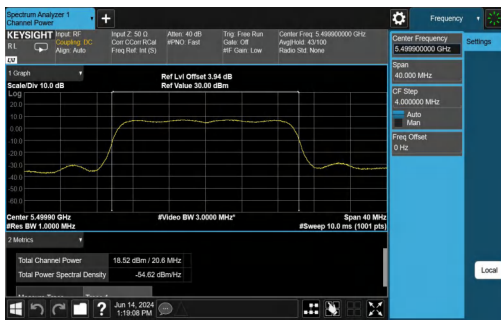 Spectrum Analyzer 1
Channel Power
+
Frequency
KEYSIGHT
Input: RF
Coupling: DC
Align: Auto
Input Z: 50 Ω
Corr CCorr RCal
Freq Ref: Int (S)
Atten: 40 dB
#PNO: Fast
Trig: Free Run
Gate: Off
#IF Gain: Low
Center Freq: 5.499900000 GHz
Avg|Hold: 43/100
Radio Std: None
RL
Center Frequency
5.499900000 GHz
Settings
Span
40.000 MHz
CF Step
4.000000 MHz
Auto
Man
Freq Offset
0 Hz
Local
1 Graph
Scale/Div 10.0 dB
Ref Lvl Offset 3.94 dB
Ref Value 30.00 dBm
Log
20.0
10.0
0.00
-10.0
-20.0
-30.0
-40.0
-50.0
-60.0
Center 5.49990 GHz
#Res BW 1.0000 MHz
#Video BW 3.0000 MHz*
Span 40 MHz
#Sweep 10.0 ms (1001 pts)
2 Metrics
Total Channel Power
18.52 dBm / 20.6 MHz
Total Power Spectral Density
-54.62 dBm/Hz
?
Jun 14, 2024
1:19:08 PM